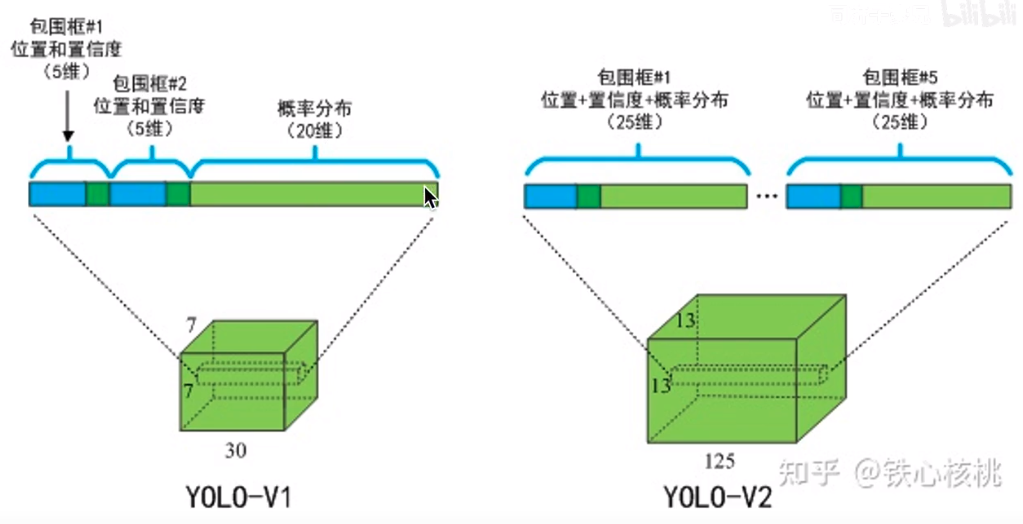 bilibili
包围框#1
位置和置信度
（5维）
包围框#2
位置和置信度
（5维）
概率分布
（20维）
包围框#1
位置+置信度+概率分布
（25维）
包围框#5
位置+置信度+概率分布
（25维）
...
7
7
30
YOLO-V1
13
13
125
YOLO-V2
知乎 @铁心核桃